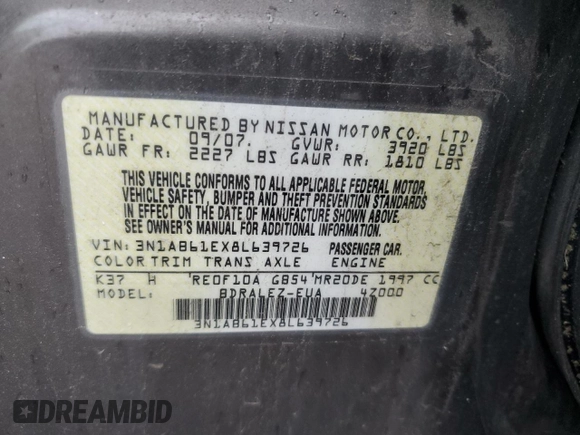 MANUFACTURED BY NISSAN MOTOR CO., LTD.
DATE: 09/07. GVWR: 3920 LBS
GAWR FR: 2227 LBS GAWR RR: 1810 LBS
THIS VEHICLE CONFORMS TO ALL APPLICABLE FEDERAL MOTOR
VEHICLE SAFETY, BUMPER AND THEFT PREVENTION STANDARDS
IN EFFECT ON THE DATE OF MANUFACTURE SHOWN ABOVE.
SEE OWNER'S MANUAL FOR ADDITIONAL INFORMATION.
VIN: 3N1AB61EX8L639726 PASSENGER CAR.
COLOR TRIM TRANS AXLE ENGINE
K37 H 'RE0F10A GB54'MR20DE 1997 CC
MODEL: BDRALEZ-EUA 4Z000
3N1AB61EX8L639726
DREAMBID